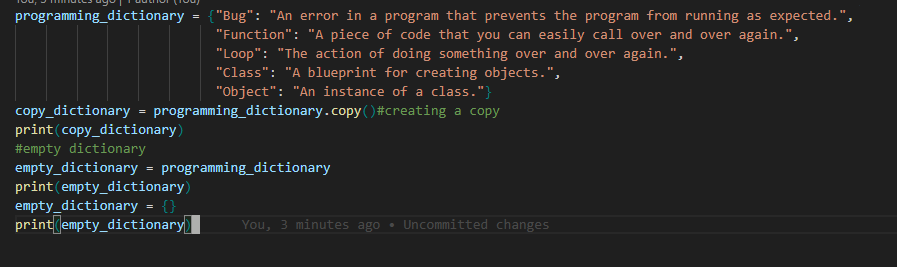 You, 3 minutes ago | 1 author (You)
programming_dictionary = {"Bug": "An error in a program that prevents the program from running as expected.",
"Function": "A piece of code that you can easily call over and over again.",
"Loop": "The action of doing something over and over again.",
"Class": "A blueprint for creating objects.",
"Object": "An instance of a class."}
copy_dictionary = programming_dictionary.copy()#creating a copy
print(copy_dictionary)
#empty dictionary
empty_dictionary = programming_dictionary
print(empty_dictionary)
empty_dictionary = {}
print(empty_dictionary) You, 3 minutes ago • Uncommitted changes